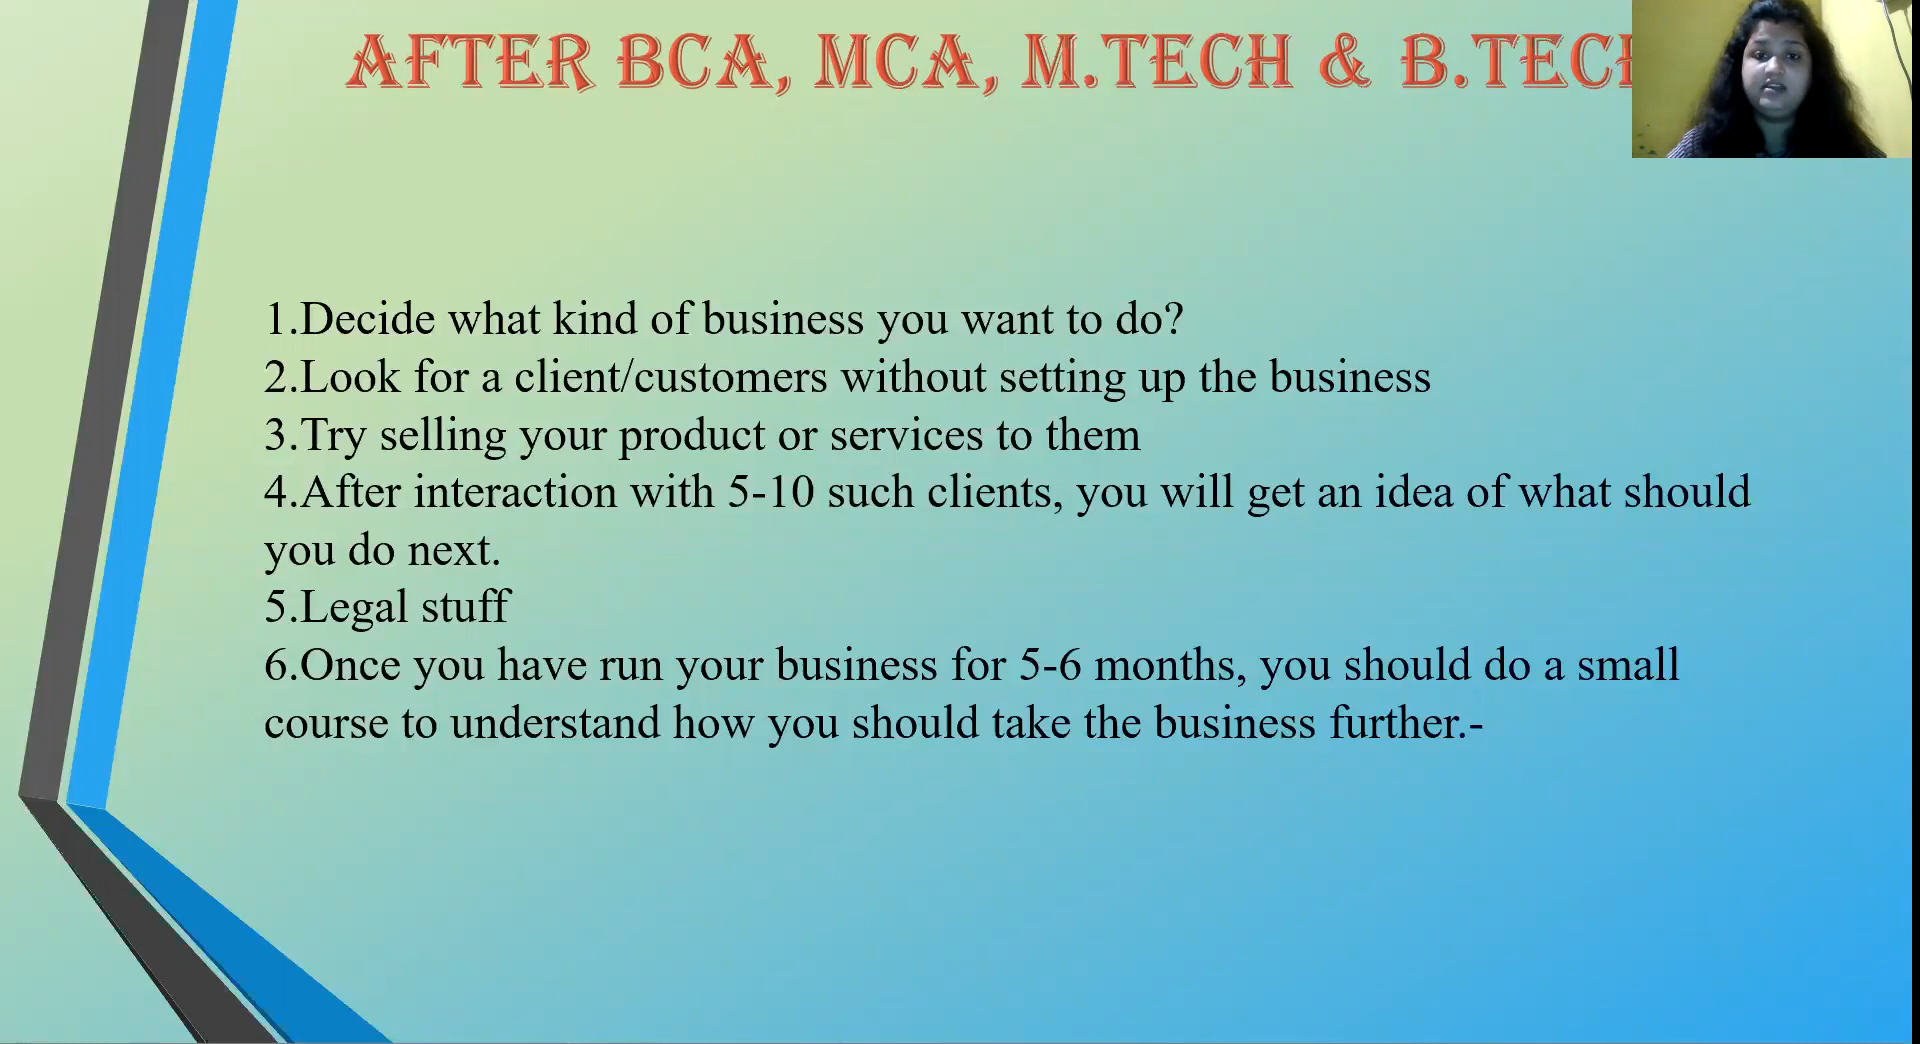 AFTER BCA, MCA, M.TECH & B.TECH
1.Decide what kind of business you want to do?
2.Look for a client/customers without setting up the business
3.Try selling your product or services to them
4.After interaction with 5-10 such clients, you will get an idea of what should
you do next.
5.Legal stuff
6.Once you have run your business for 5-6 months, you should do a small
course to understand how you should take the business further.-